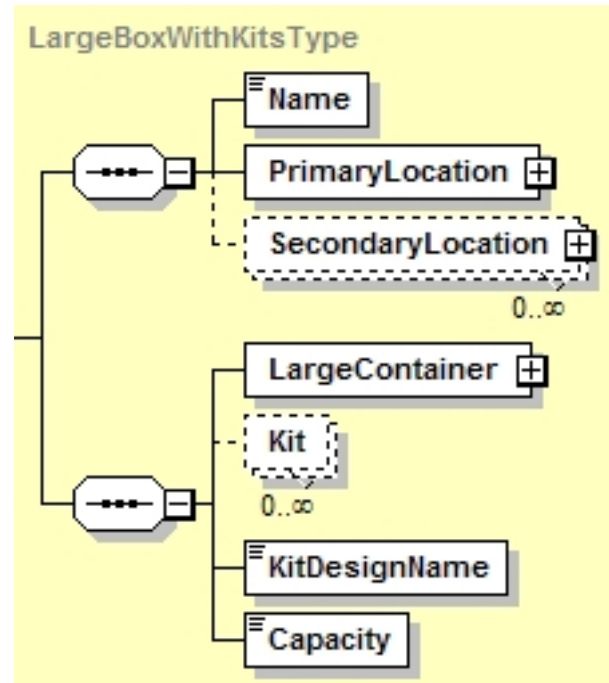 LargeBoxWithKitsType
Name
PrimaryLocation
SecondaryLocation
0..∞
LargeContainer
Kit
0..∞
KitDesignName
Capacity